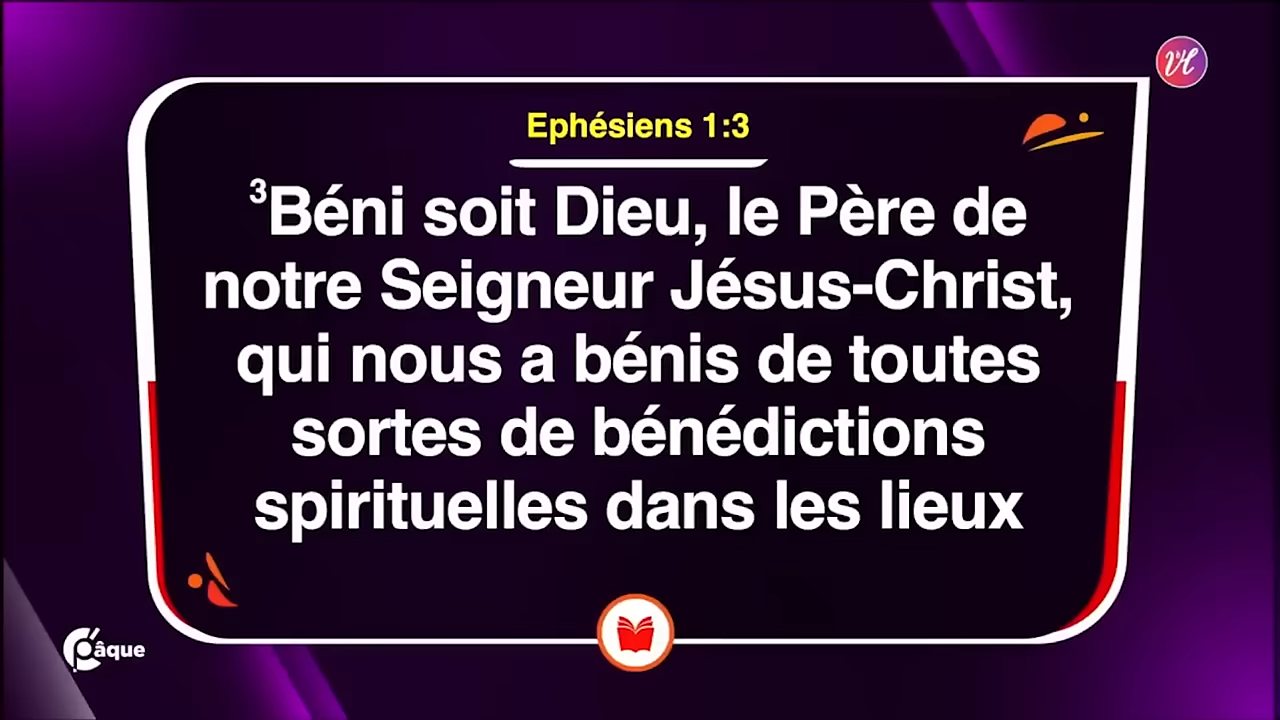 Ephésiens 1:3
³Béni soit Dieu, le Père de
notre Seigneur Jésus-Christ,
qui nous a bénis de toutes
sortes de bénédictions
spirituelles dans les lieux
Pâque